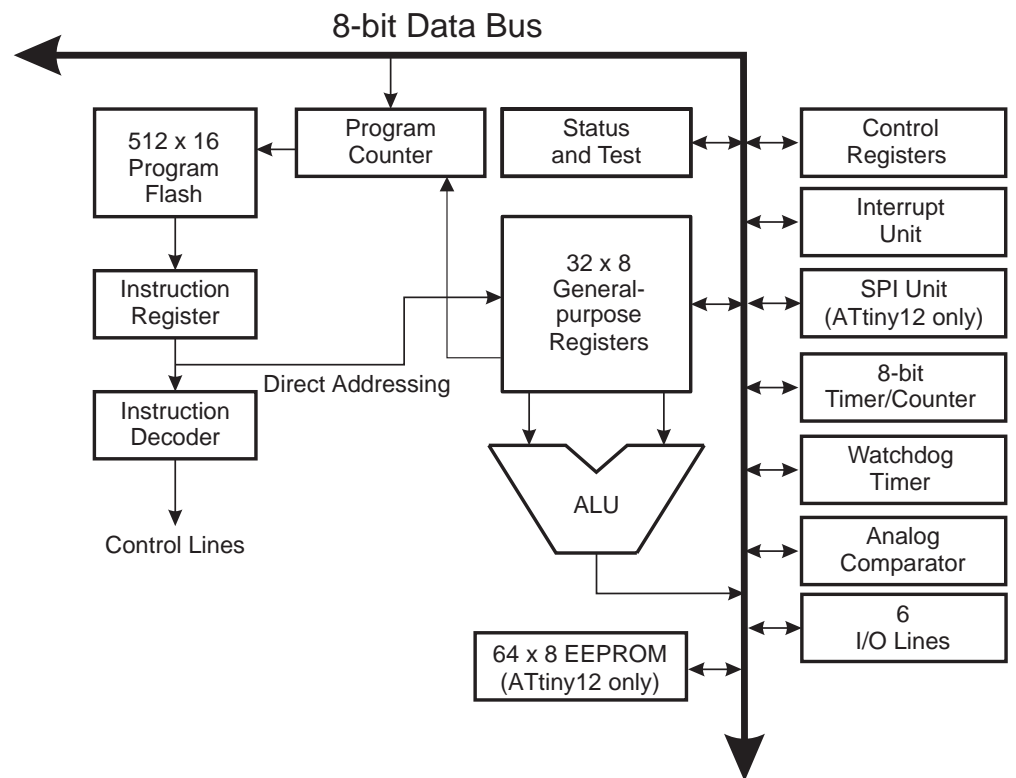 8-bit Data Bus
512 x 16
Program
Flash
Program
Counter
Status
and Test
Control
Registers
Interrupt
Unit
32 x 8
General-
purpose
Registers
Instruction
Register
SPI Unit
(ATtiny12 only)
Direct Addressing
8-bit
Timer/Counter
Instruction
Decoder
Watchdog
Timer
ALU
Control Lines
Analog
Comparator
6
I/O Lines
64 x 8 EEPROM
(ATtiny12 only)